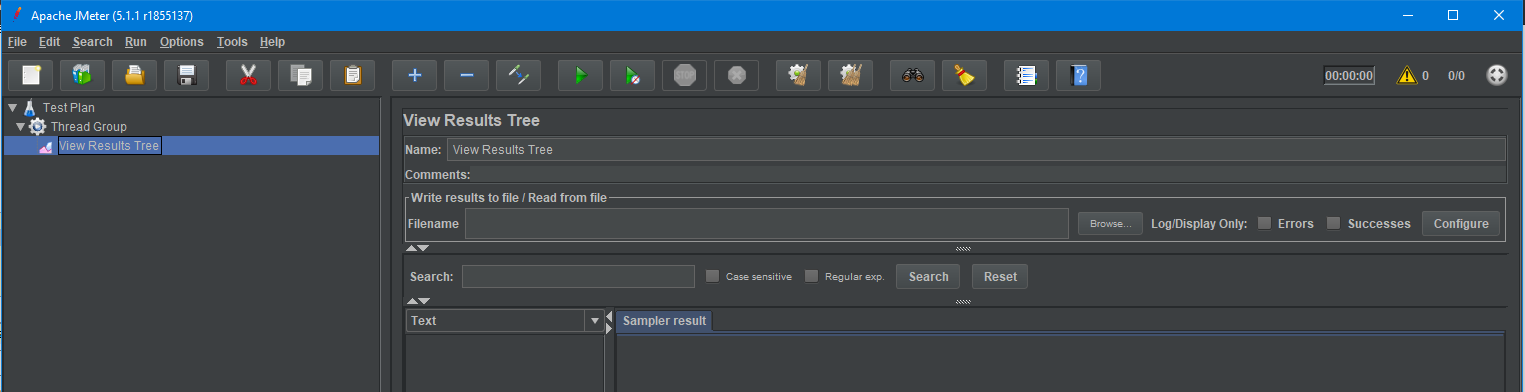 Apache JMeter (5.1.1 r1855137)
File Edit Search Run Options Tools Help
STOP 00:00:00 0 0/0
Test Plan
Thread Group
View Results Tree
View Results Tree
Name: View Results Tree
Comments:
Write results to file / Read from file
Filename Browse... Log/Display Only: Errors Successes Configure
Search: Case sensitive Regular exp. Search Reset
Text Sampler result